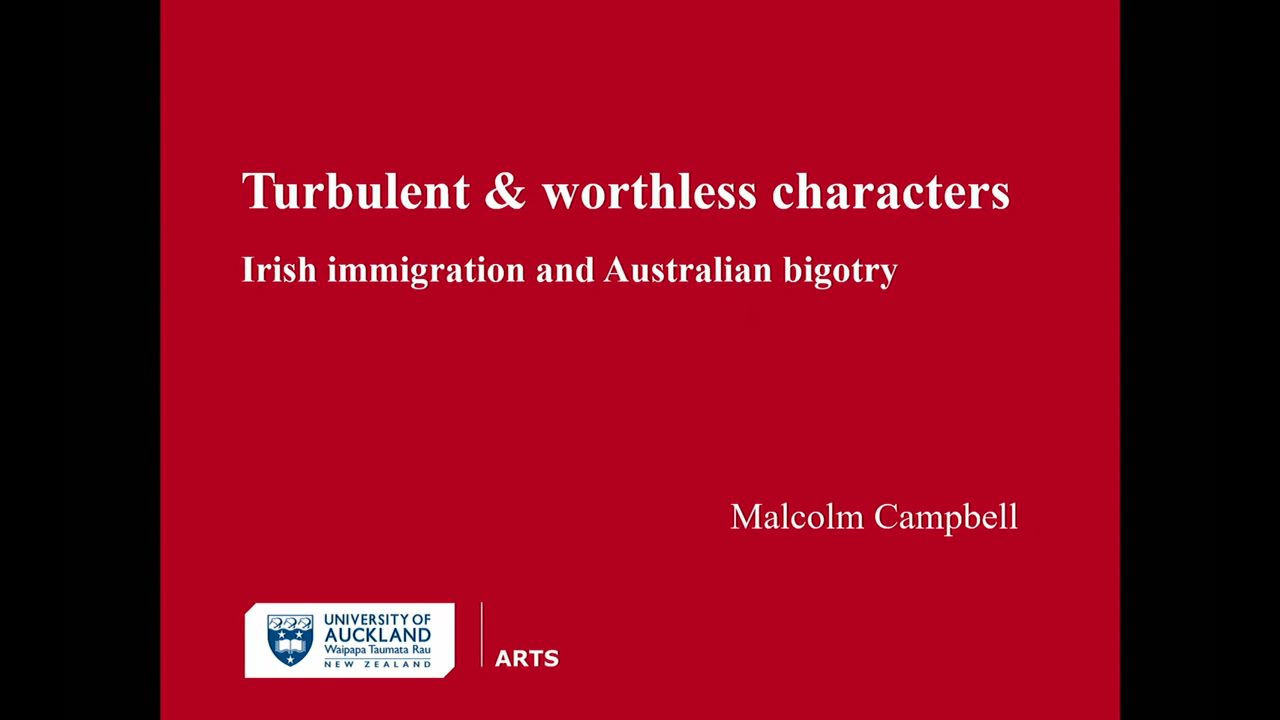 Turbulent & worthless characters
Irish immigration and Australian bigotry
Malcolm Campbell
UNIVERSITY OF
AUCKLAND
Waipapa Taumata Rau
NEW ZEALAND
ARTS